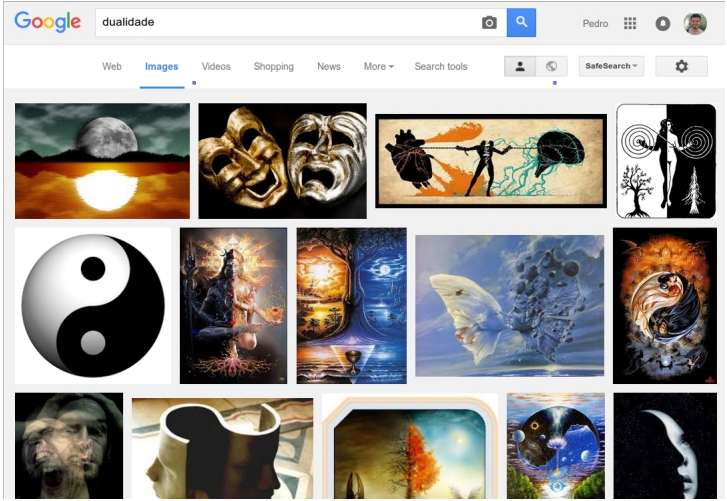 Google
dualidade
Pedro
Web Images Videos Shopping News More Search tools SafeSearch